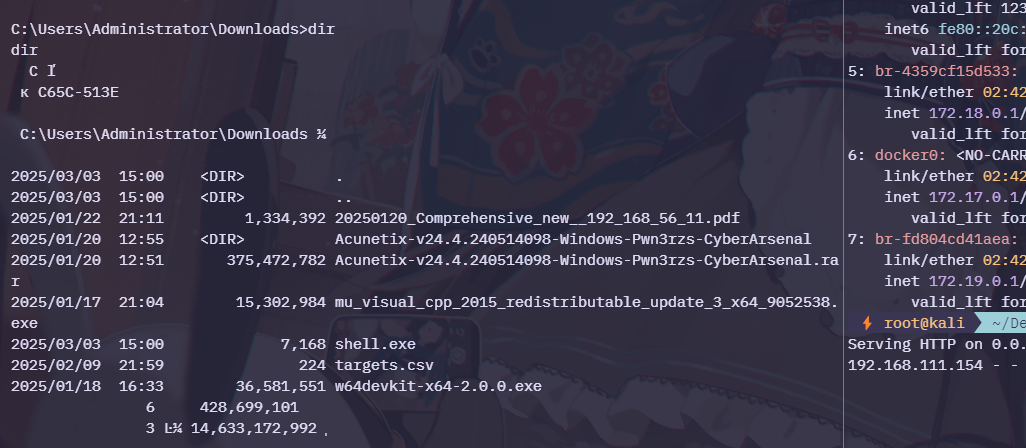 C:\Users\Administrator\Downloads>dir
dir
C
к C65C-513E
C:\Users\Administrator\Downloads ¾
2025/03/03  15:00    <DIR>          .
2025/03/03  15:00    <DIR>          ..
2025/01/22  21:11         1,334,392 20250120_Comprehensive_new__192_168_56_11.pdf
2025/01/20  12:55    <DIR>          Acunetix-v24.4.240514098-Windows-Pwn3rzs-CyberArsenal
2025/01/20  12:51       375,472,782 Acunetix-v24.4.240514098-Windows-Pwn3rzs-CyberArsenal.ra
r
2025/01/17  21:04        15,302,984 mu_visual_cpp_2015_redistributable_update_3_x64_9052538.
exe
2025/03/03  15:00             7,168 shell.exe
2025/02/09  21:59               224 targets.csv
2025/01/18  16:33        36,581,551 w64devkit-x64-2.0.0.exe
6     428,699,101
3 Ŀ¾ 14,633,172,992
valid_lft 123
inet6 fe80::20c:
valid_lft for
5: br-4359cf15d533:
link/ether 02:42
inet 172.18.0.1/
valid_lft for
6: docker0: <NO-CARR
link/ether 02:42
inet 172.17.0.1/
valid_lft for
7: br-fd804cd41aea:
link/ether 02:42
inet 172.19.0.1/
valid_lft for
root@kali ~/De
Serving HTTP on 0.0.
192.168.111.154 - -